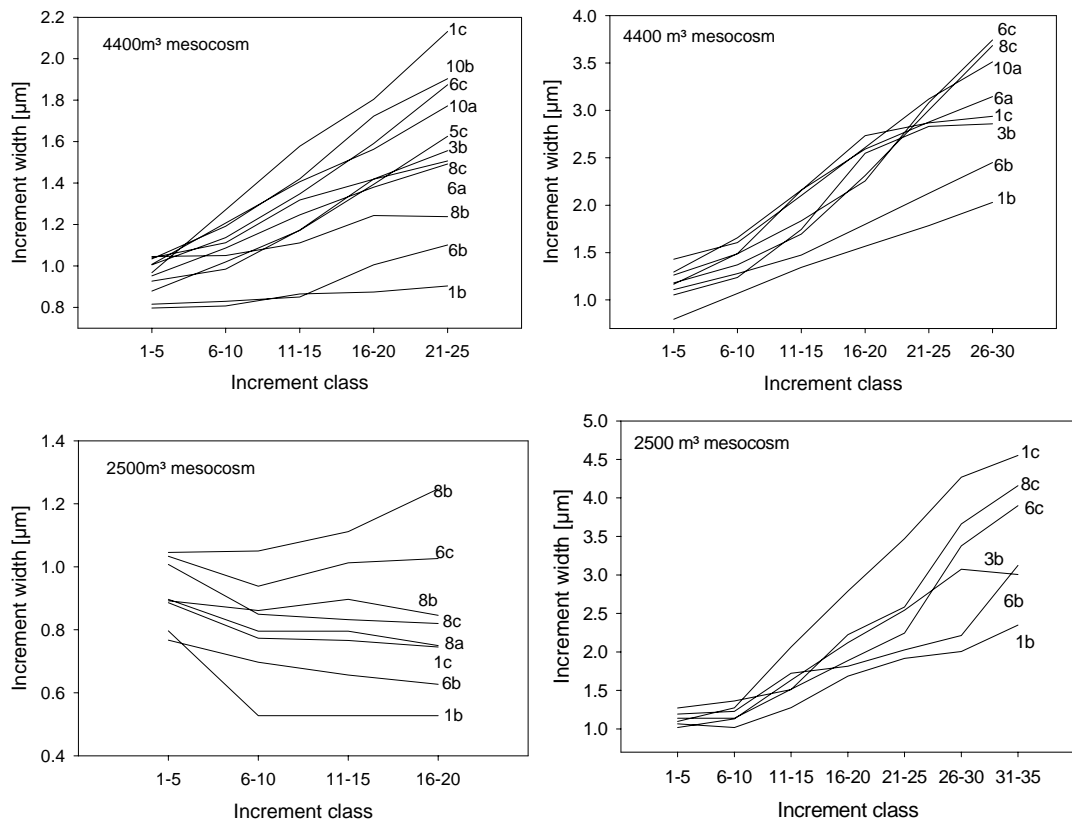 4400m³ mesocosm
Increment width [µm]
2.2
2.0
1.8
1.6
1.4
1.2
1.0
0.8
1c
10b
6c
10a
5c
3b
8c
6a
8b
6b
1b
1-5 6-10 11-15 16-20 21-25
Increment class
4400 m³ mesocosm
Increment width [µm]
4.0
3.5
3.0
2.5
2.0
1.5
1.0
6c
8c
10a
6a
1c
3b
6b
1b
1-5 6-10 11-15 16-20 21-25 26-30
Increment class
2500m³ mesocosm
Increment width [µm]
1.4
1.2
1.0
0.8
0.6
0.4
8b
6c
8b
8c
8a
1c
6b
1b
1-5 6-10 11-15 16-20
Increment class
2500 m³ mesocosm
Increment width [µm]
5.0
4.5
4.0
3.5
3.0
2.5
2.0
1.5
1.0
1c
8c
6c
3b
6b
1b
1-5 6-10 11-15 16-20 21-25 26-30 31-35
Increment class